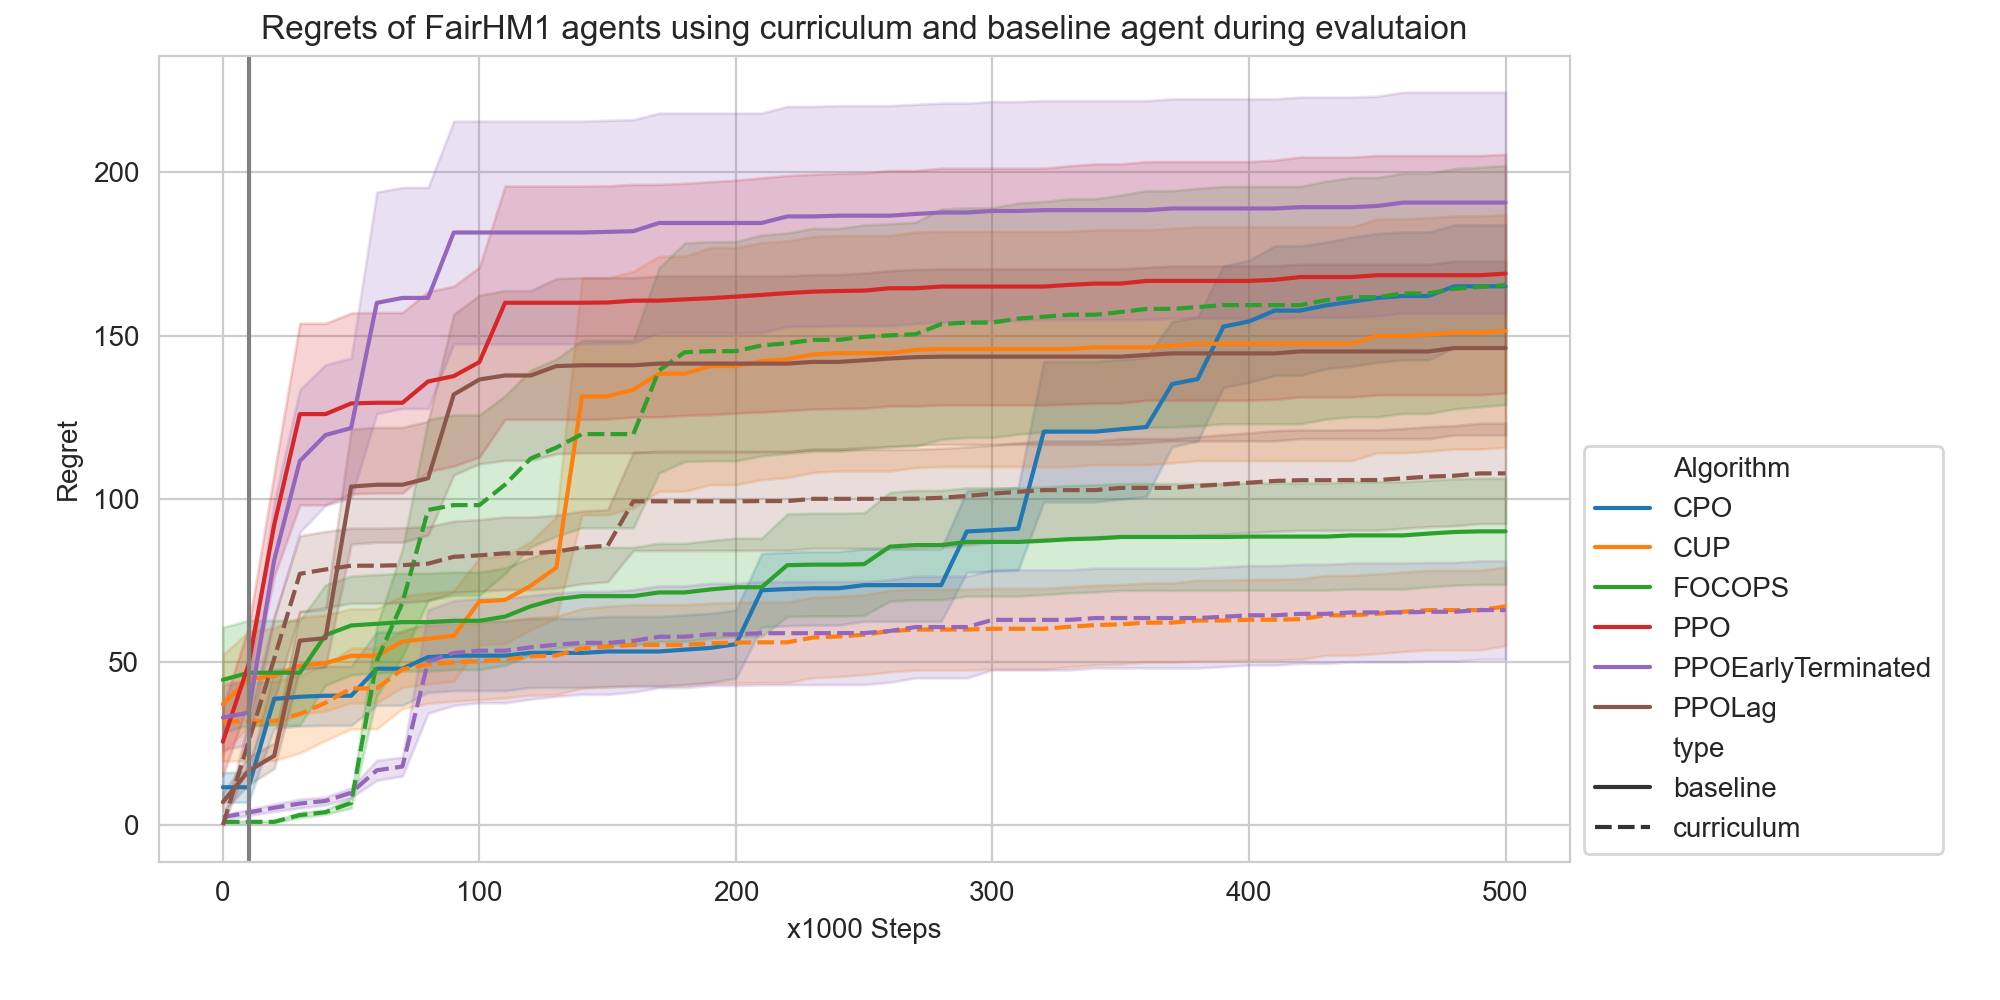 Regrets of FairHM1 agents using curriculum and baseline agent during evalutaion
Regret
200
150
100
50
0
0 100 200 300 400 500
x1000 Steps
Algorithm
CPO
CUP
FOCOPS
PPO
PPOEarlyTerminated
PPOLag
type
baseline
curriculum